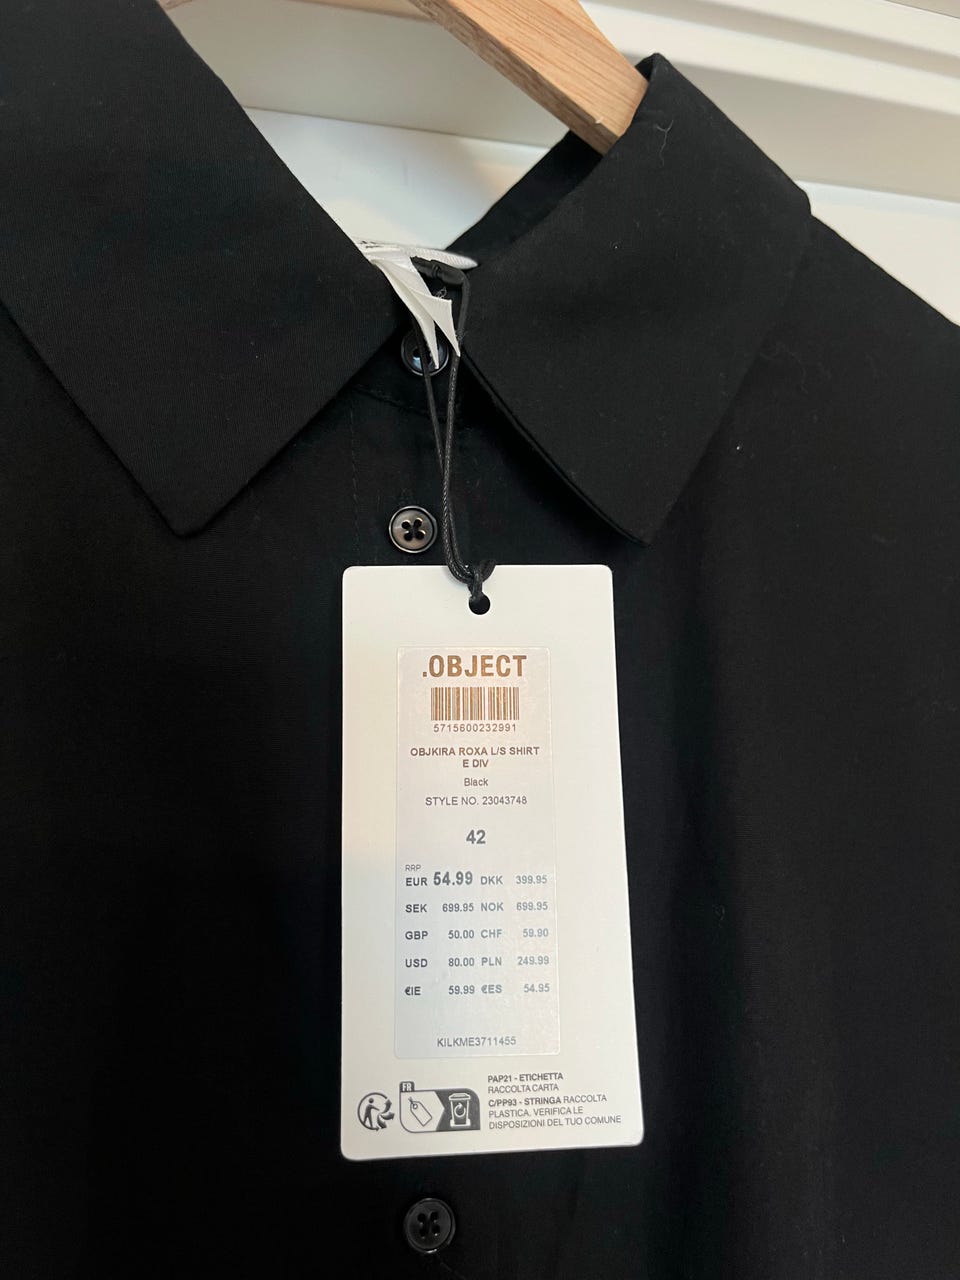 .OBJECT
5715600232991
OBJKIRA ROXA L/S SHIRT
E DIV
Black
STYLE NO. 23043748
42
RRP
EUR 54.99 DKK 399.95
SEK 699.95 NOK 699.95
GBP 50.00 CHF 59.90
USD 80.00 PLN 249.99
€IE 59.99 €ES 54.95
KILKME3711455
FR
PAP21 - ETICHETTA
RACCOLTA CARTA
C/PP93 - STRINGA RACCOLTA
PLASTICA. VERIFICA LE
DISPOSIZIONI DEL TUO COMUNE